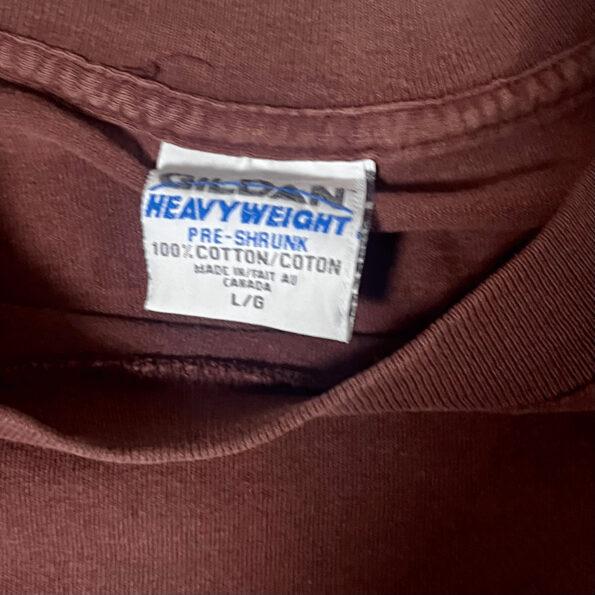 GILDAN
HEAVYWEIGHT
PRE-SHRUNK
100% COTTON/COTON
MADE IN/FAIT AU
CANADA
L/G